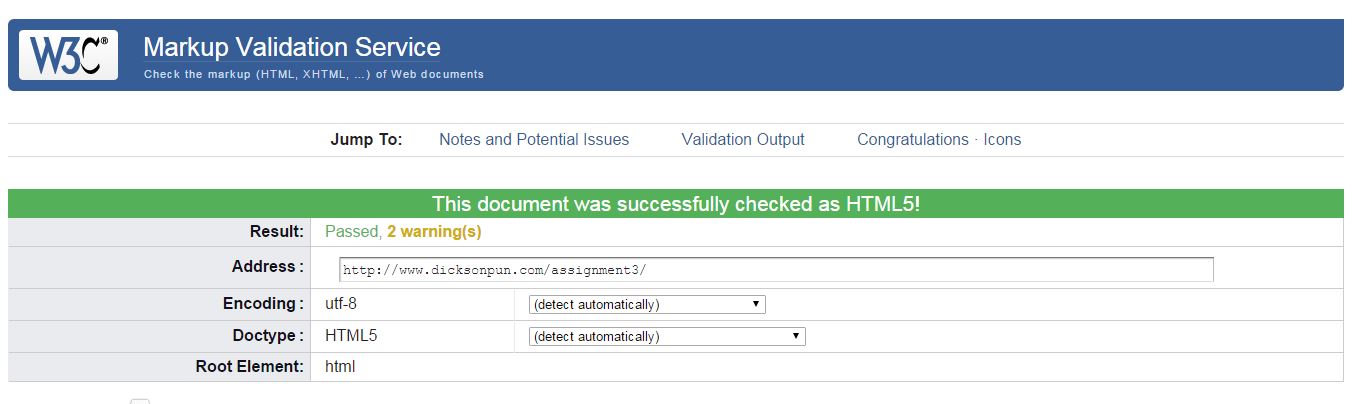 W3C® Markup Validation Service
Check the markup (HTML, XHTML, ...) of Web documents
Jump To: Notes and Potential Issues Validation Output Congratulations · Icons
This document was successfully checked as HTML5!
Result: Passed, 2 warning(s)
Address : http://www.dicksonpun.com/assignment3/
Encoding : utf-8 (detect automatically)
Doctype : HTML5 (detect automatically)
Root Element: html